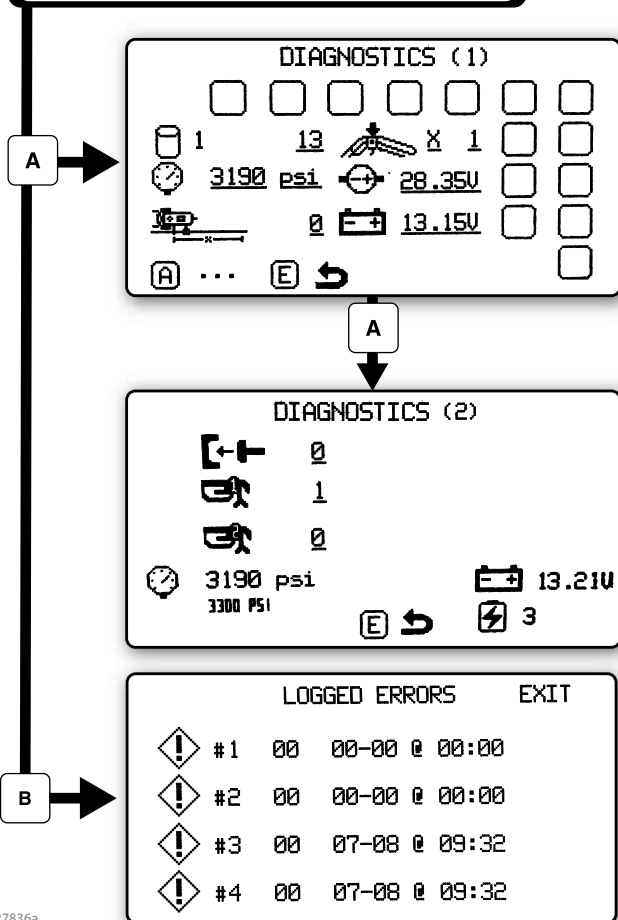 DIAGNOSTICS (1)
A
1 13 X 1
3190 psi 28.35V
0 13.15V
A ... E
A
DIAGNOSTICS (2)
0
1
0
3190 psi 13.21V
3300 PSI
E 3
LOGGED ERRORS EXIT
#1 00 00-00 @ 00:00
B
#2 00 00-00 @ 00:00
#3 00 07-08 @ 09:32
#4 00 07-08 @ 09:32